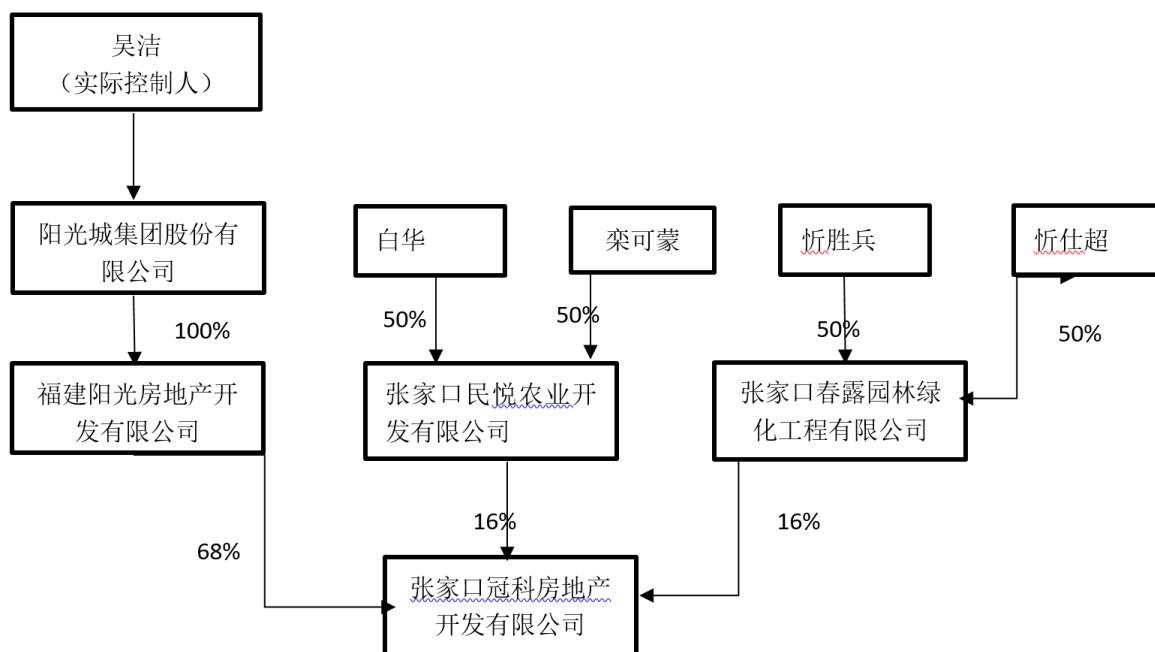 吴洁
（实际控制人）
阳光城集团股份有
限公司
白华
栾可蒙
忻胜兵
忻仕超
100%
50%
50%
50%
50%
福建阳光房地产开
发有限公司
张家口民悦农业开
发有限公司
张家口春露园林绿
化工程有限公司
68%
16%
16%
张家口冠科房地产
开发有限公司